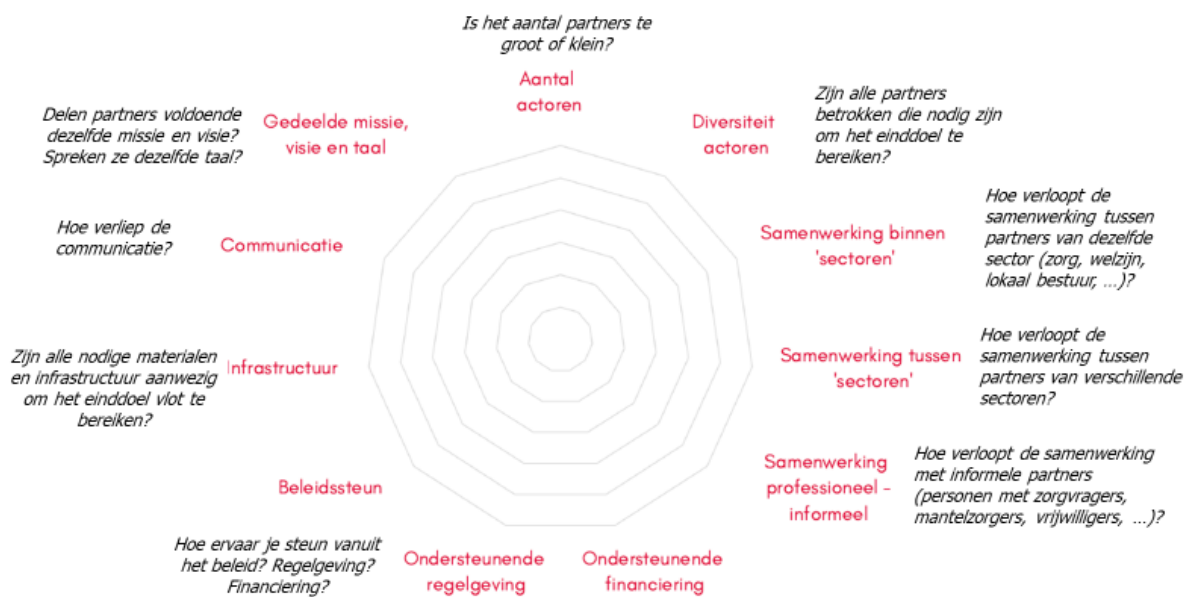 Is het aantal partners te
groot of klein?
Aantal
actoren
Diversiteit
actoren
Zijn alle partners
betrokken die nodig zijn
om het einddoel te
bereiken?
Samenwerking binnen
'sectoren'
Hoe verloopt de
samenwerking tussen
partners van dezelfde
sector (zorg, welzijn,
lokaal bestuur, ...)?
Samenwerking tussen
'sectoren'
Hoe verloopt de
samenwerking tussen
partners van verschillende
sectoren?
Samenwerking
professioneel -
informeel
Hoe verloopt de samenwerking
met informele partners
(personen met zorgvragers,
mantelzorgers, vrijwilligers, ...)?
Ondersteunende
financiering
Ondersteunende
regelgeving
Hoe ervaar je steun vanuit
het beleid? Regelgeving?
Financiering?
Beleidssteun
Infrastructuur
Zijn alle nodige materialen
en infrastructuur aanwezig
om het einddoel vlot te
bereiken?
Communicatie
Hoe verliep de
communicatie?
Gedeelde missie,
visie en taal
Delen partners voldoende
dezelfde missie en visie?
Spreken ze dezelfde taal?